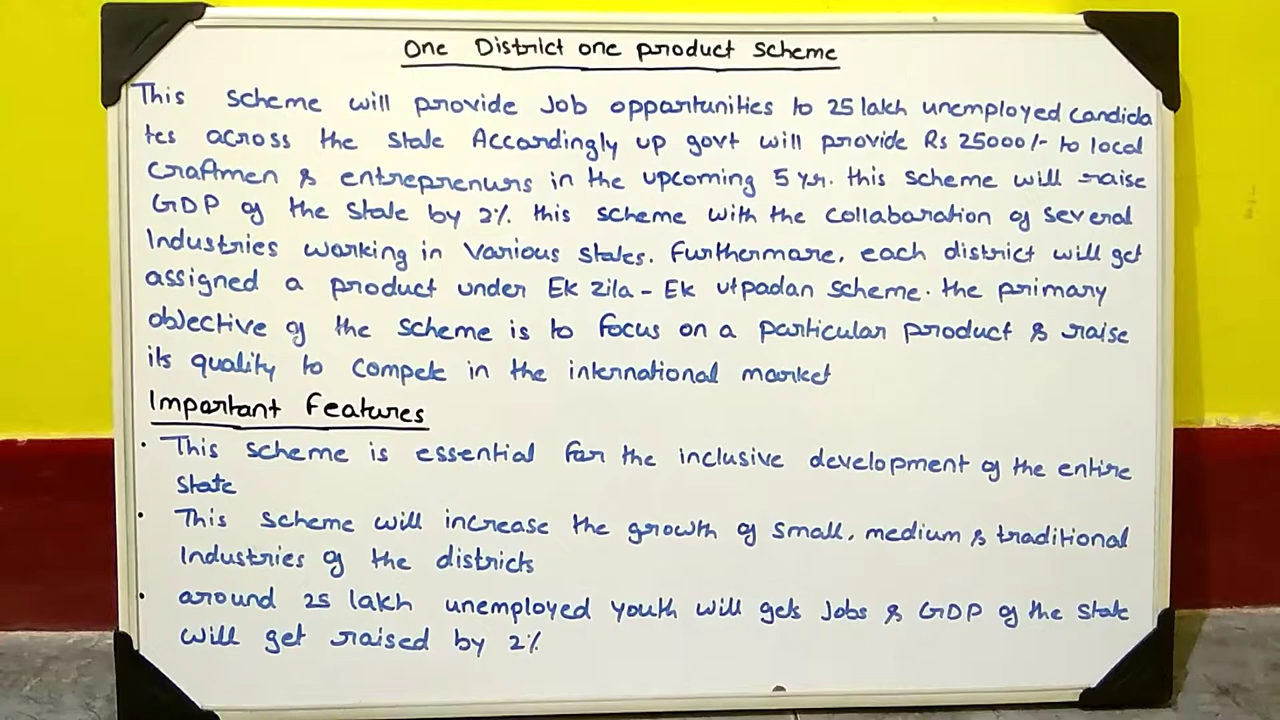 One District one product scheme
This scheme will provide Job opportunities to 25 lakh unemployed candida
tes across the state Accordingly up govt will provide Rs 25000/- to local
craftmen & entreprenurs in the upcoming 5 yr. this scheme will raise
GDP of the state by 2%. this scheme with the collabaration of several
Industries working in Various states. Furthermore, each district will get
assigned a product under Ek zila - Ek utpadan scheme. the primary
objective of the scheme is to focus on a particular product & raise
its quality to compete in the international market
Important Features
• This scheme is essential for the inclusive development of the entire
state
• This scheme will increase the growth of small, medium & traditional
Industries of the districts
• around 25 lakh unemployed youth will gets Jobs & GDP of the state
will get raised by 2%